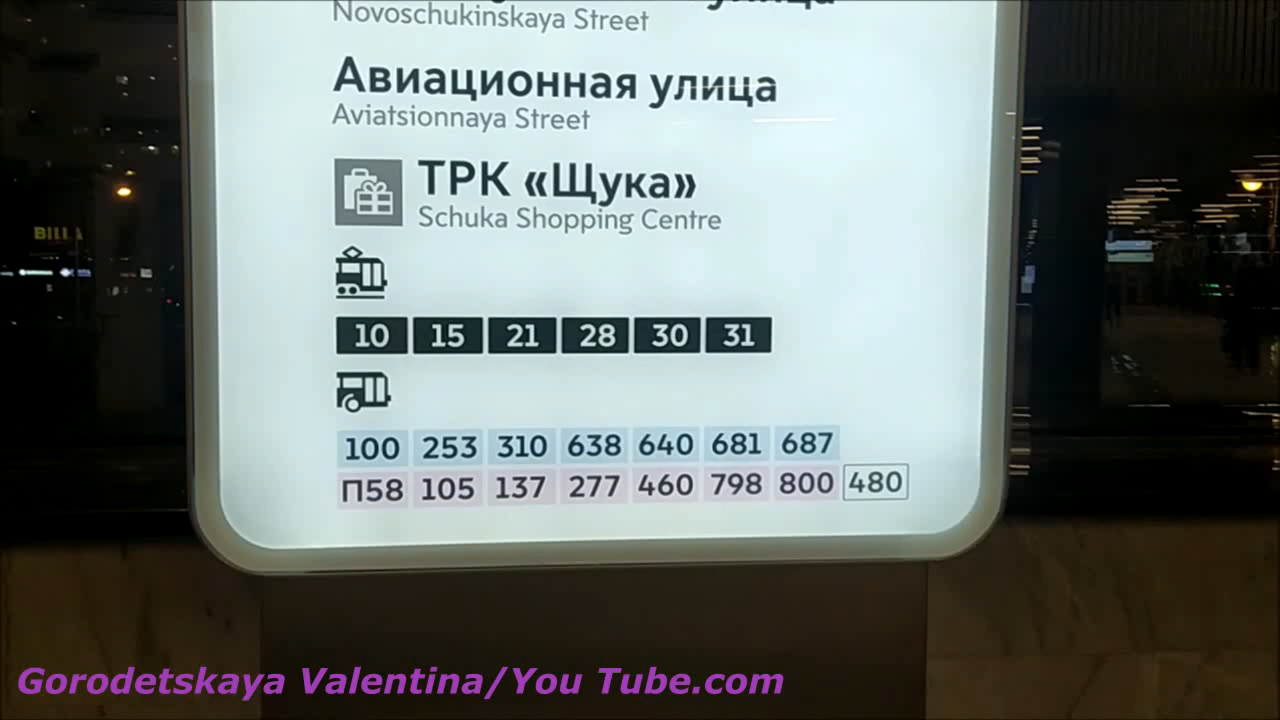 улица
Novoschukinskaya Street
Авиационная улица
Aviatsionnaya Street
ТРК «Щука»
Schuka Shopping Centre
10 15 21 28 30 31
100 253 310 638 640 681 687
П58 105 137 277 460 798 800 480
BILLA
Gorodetskaya Valentina/You Tube.com